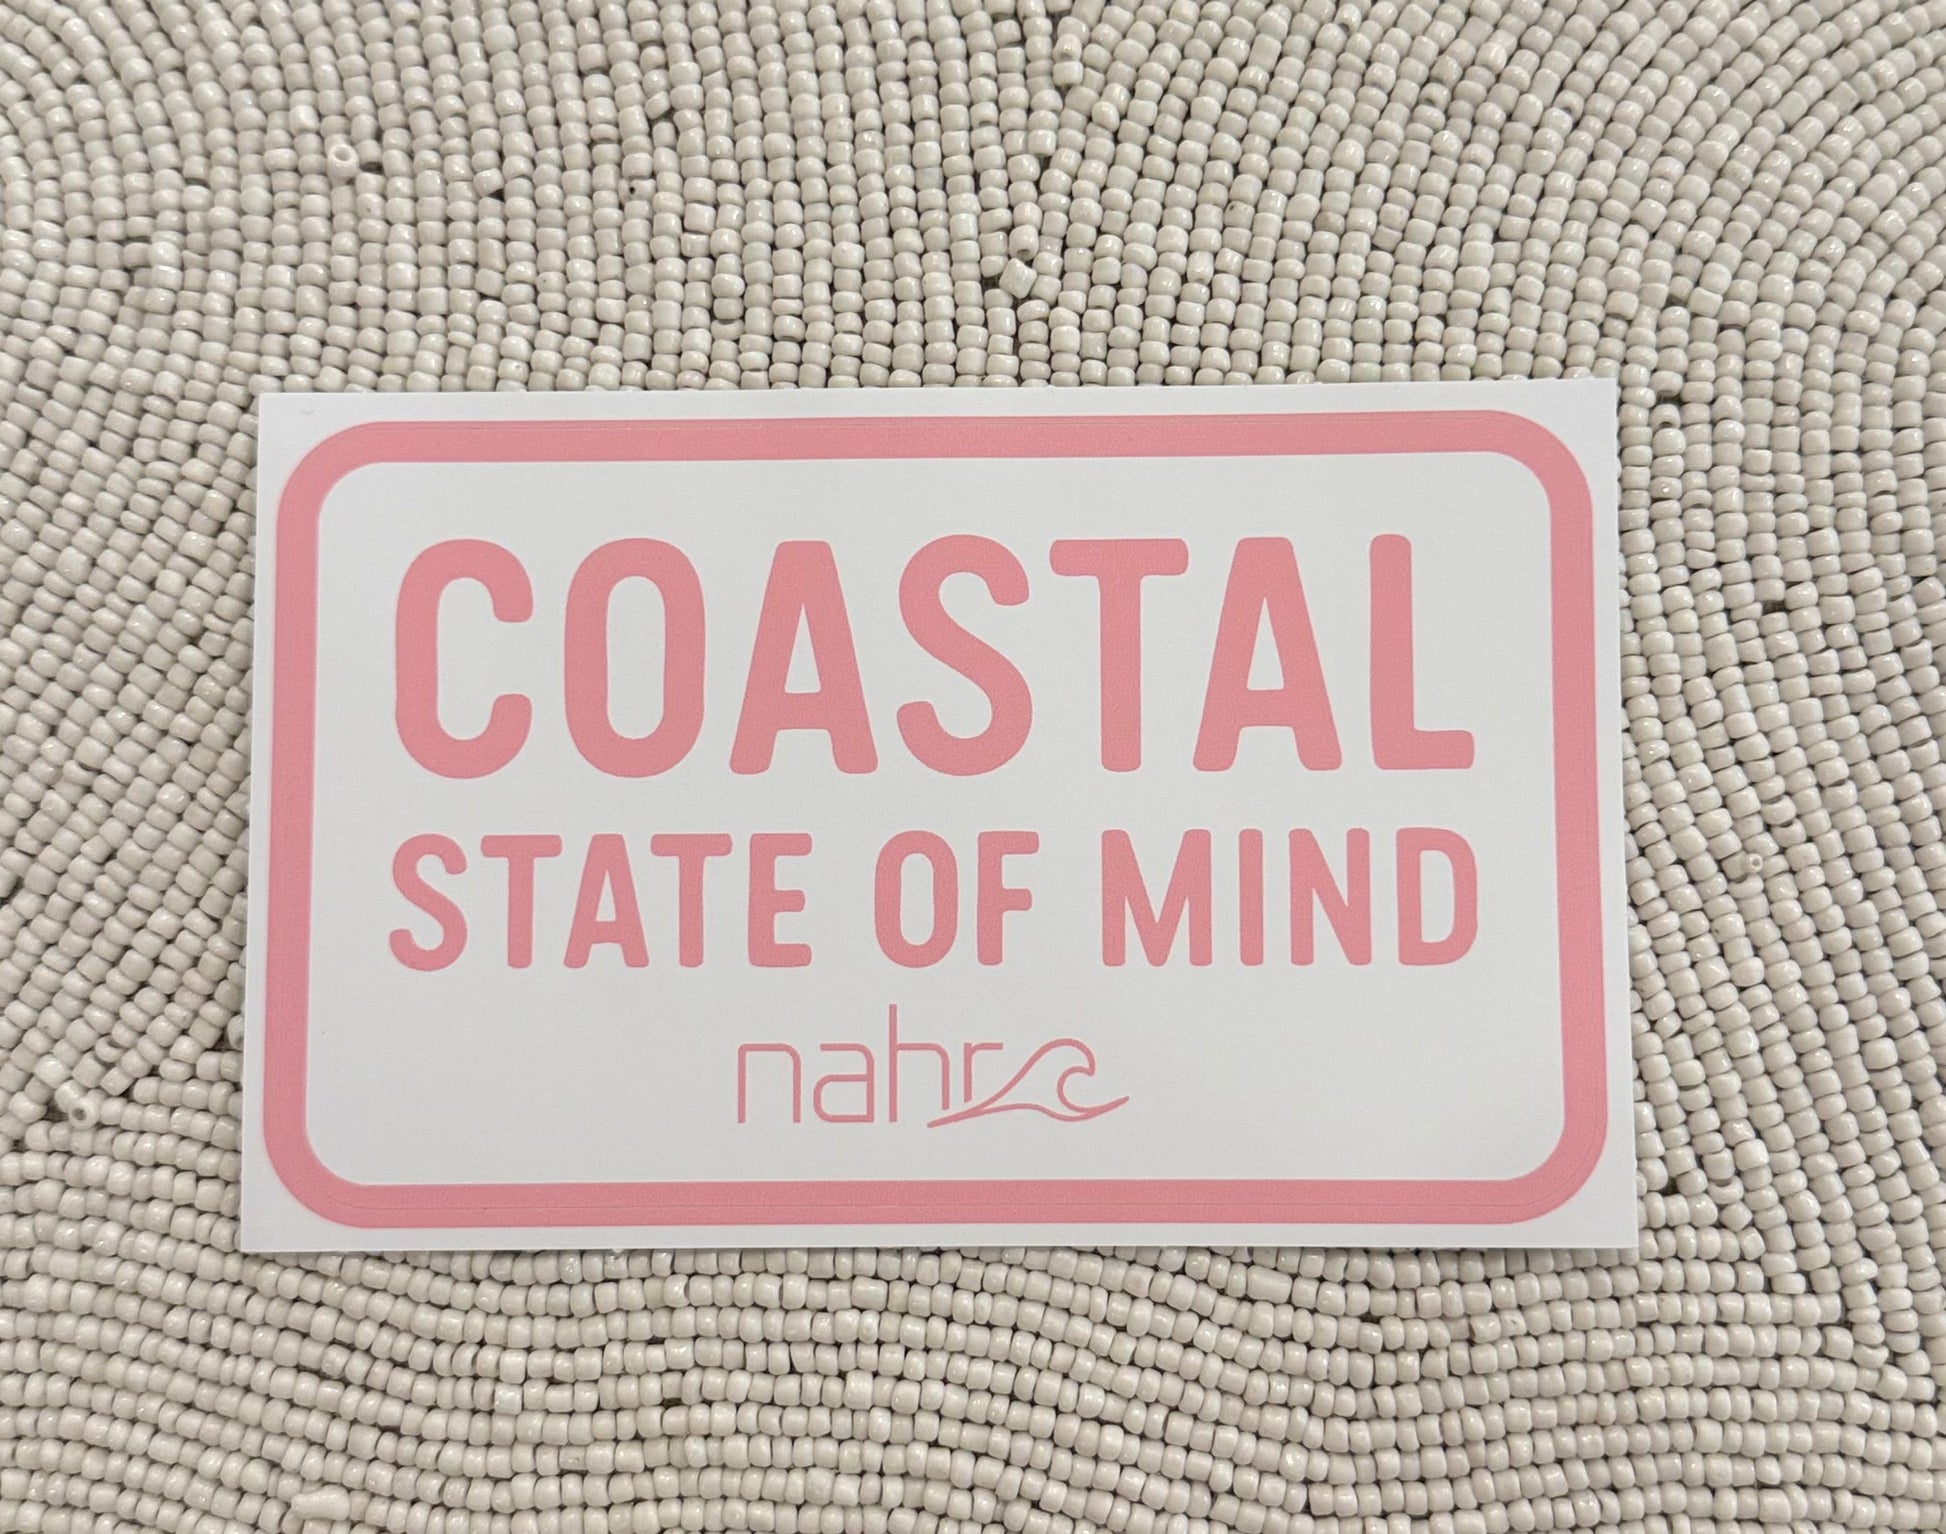 COASTAL
STATE OF MIND
nahr